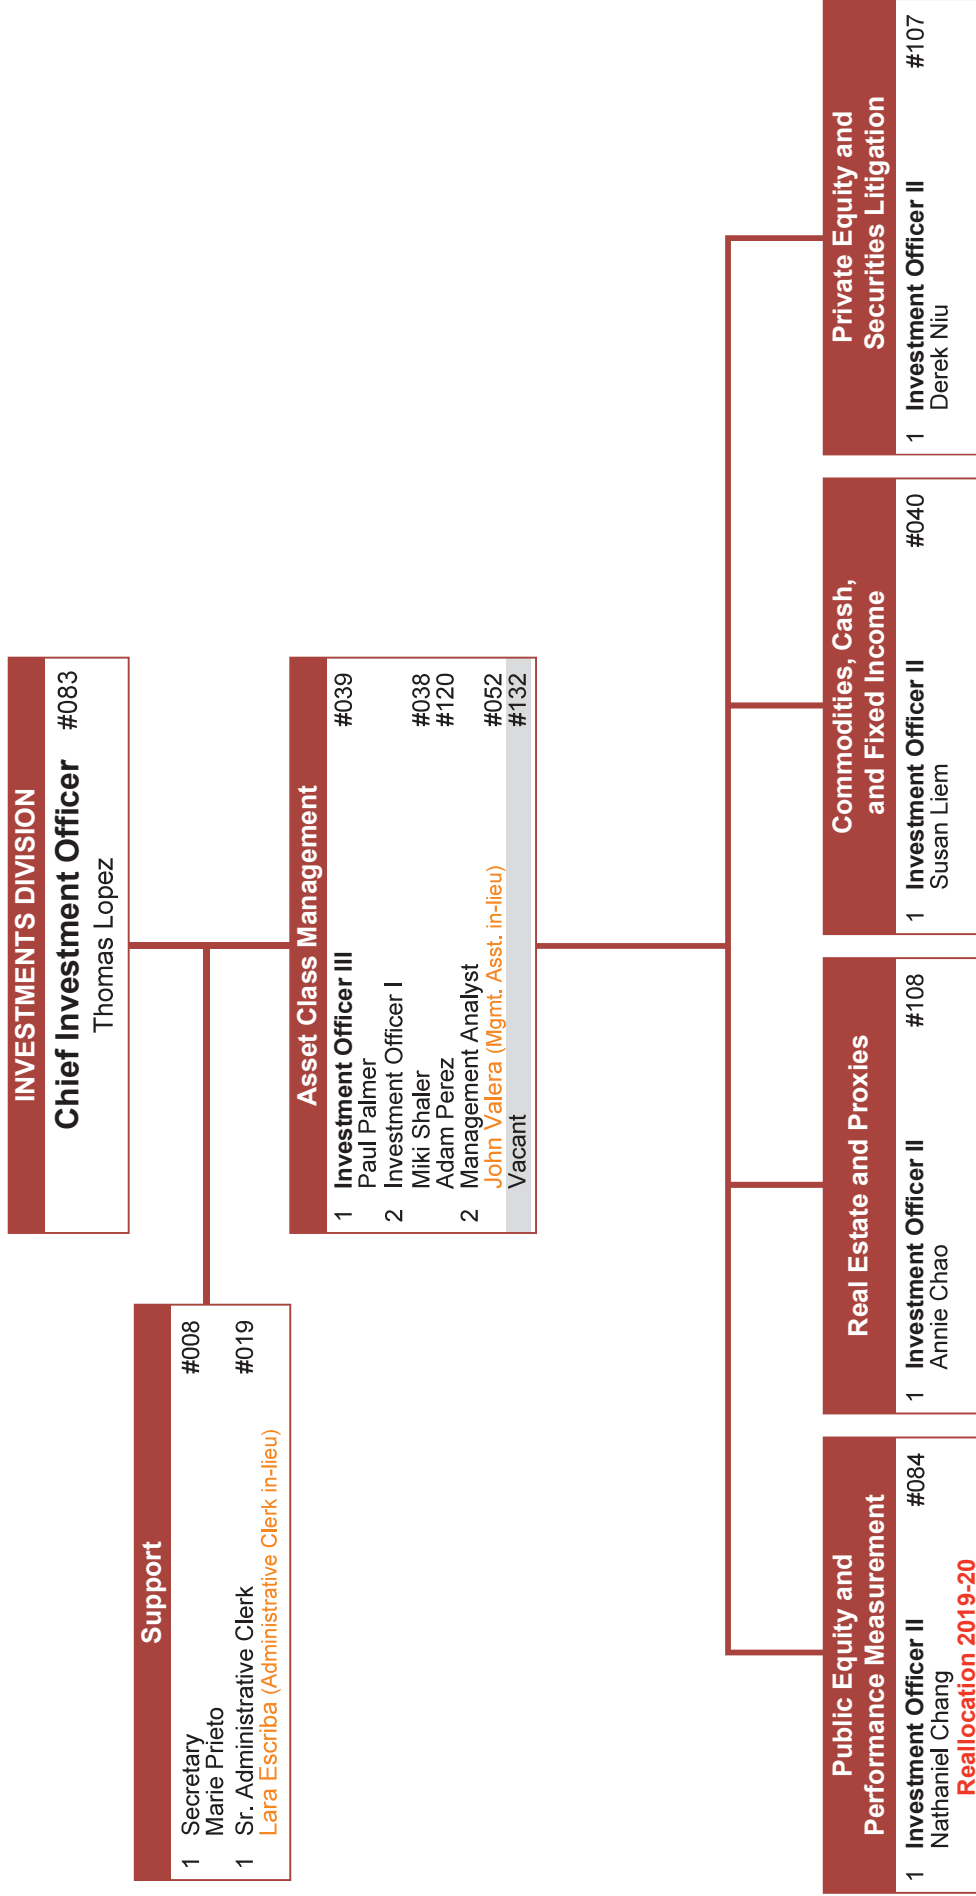 INVESTMENTS DIVISION
Chief Investment Officer #083
Thomas Lopez
Support
1 Secretary #008
Marie Prieto
1 Sr. Administrative Clerk #019
Lara Escriba (Administrative Clerk in-lieu)
Asset Class Management
1 Investment Officer III #039
Paul Palmer
2 Investment Officer I
Miki Shaler #038
Adam Perez #120
2 Management Analyst
John Valera (Mgmt. Asst. in-lieu) #052
Vacant #132
Public Equity and
Performance Measurement
1 Investment Officer II #084
Nathaniel Chang
Reallocation 2019-20
Real Estate and Proxies
1 Investment Officer II #108
Annie Chao
Commodities, Cash,
and Fixed Income
1 Investment Officer II #040
Susan Liem
Private Equity and
Securities Litigation
1 Investment Officer II #107
Derek Niu